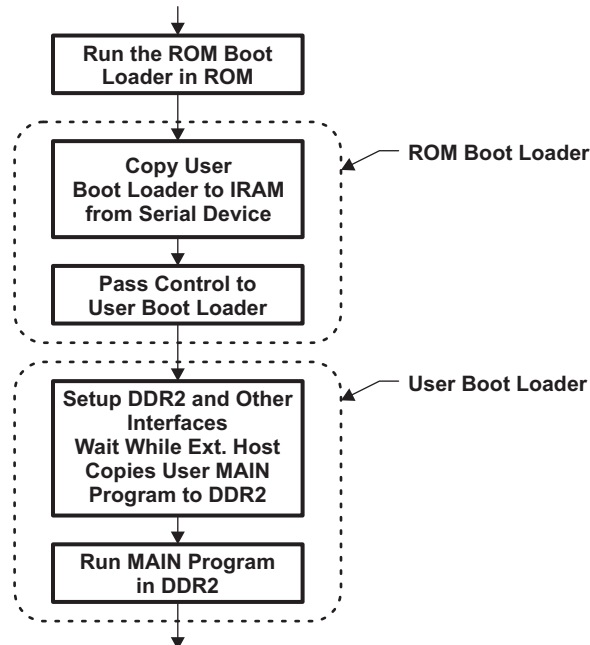 Run the ROM Boot
Loader in ROM
ROM Boot Loader
Copy User
Boot Loader to IRAM
from Serial Device
Pass Control to
User Boot Loader
User Boot Loader
Setup DDR2 and Other
Interfaces
Wait While Ext. Host
Copies User MAIN
Program to DDR2
Run MAIN Program
in DDR2